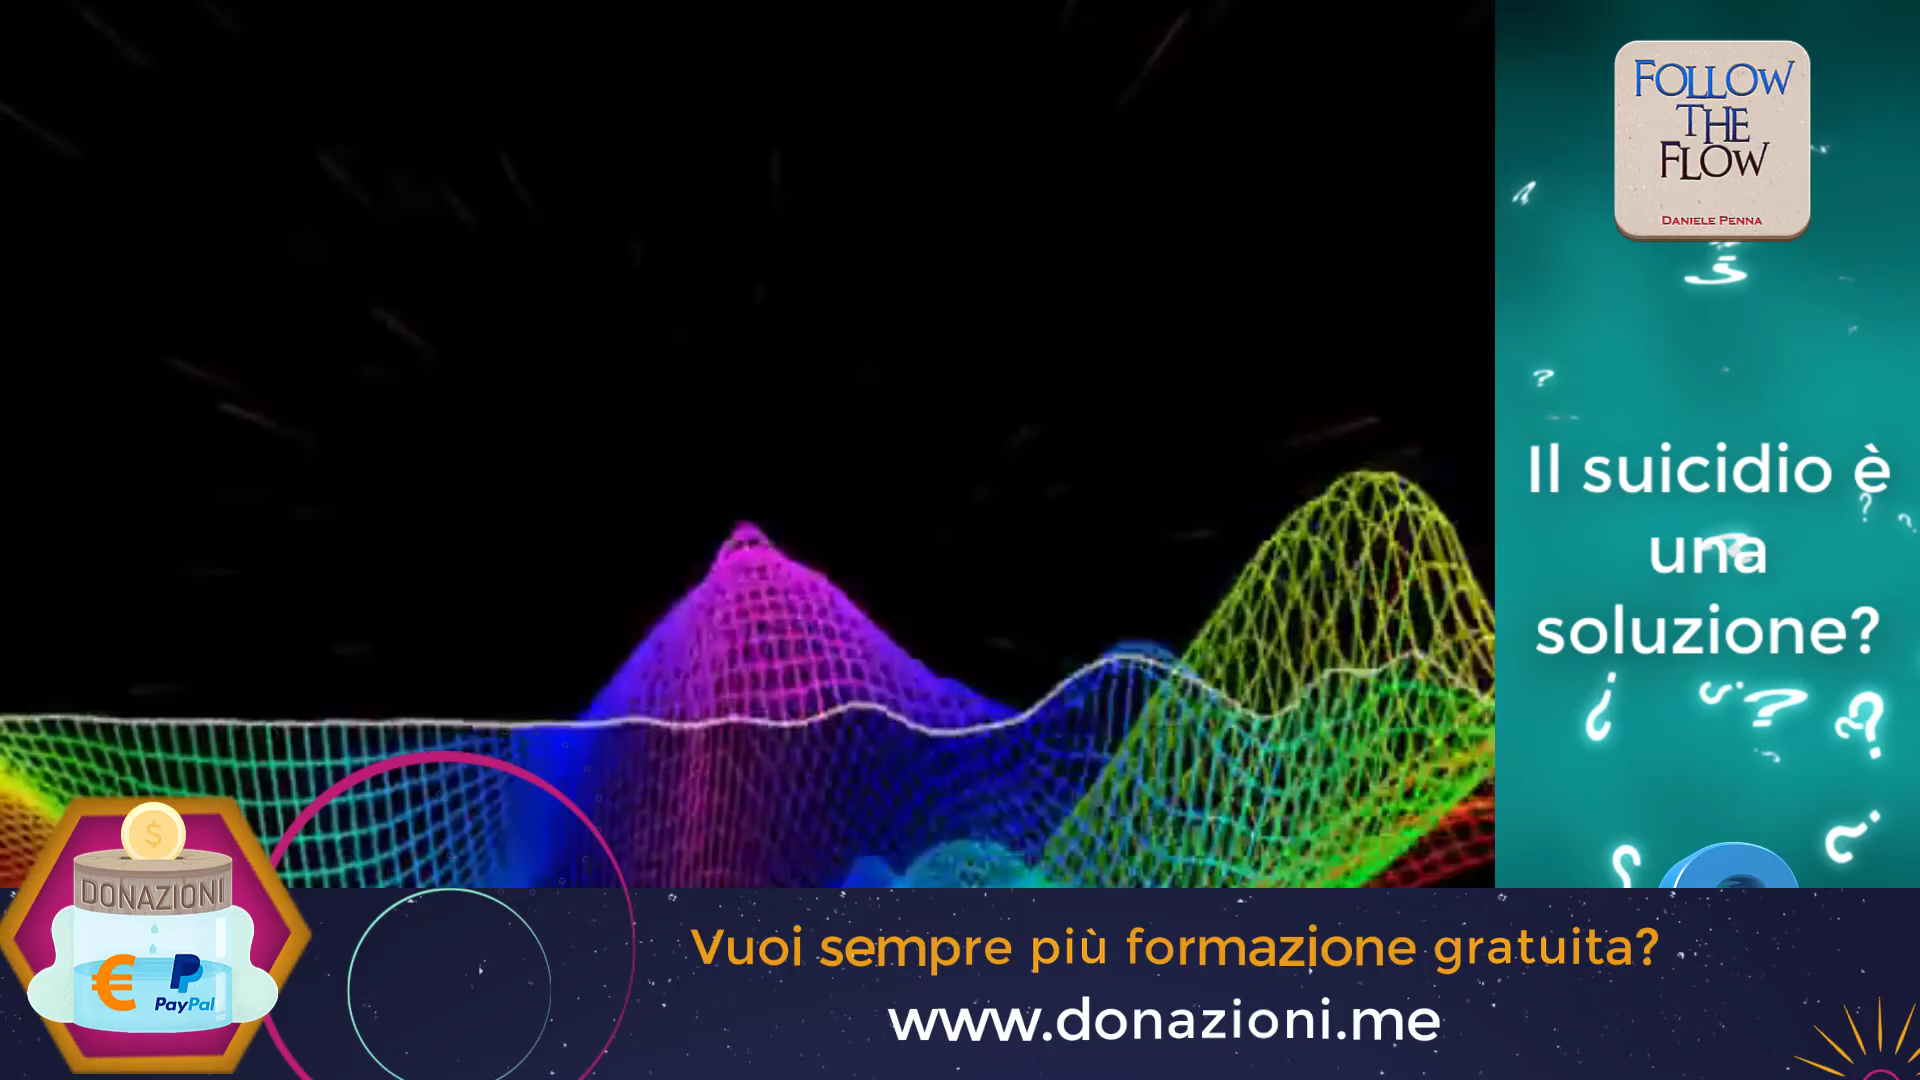 FOLLOW
THE
FLOW
DANIELE PENNA
Il suicidio è
una
soluzione?
DONAZIONI
€ PayPal
Vuoi sempre più formazione gratuita?
www.donazioni.me